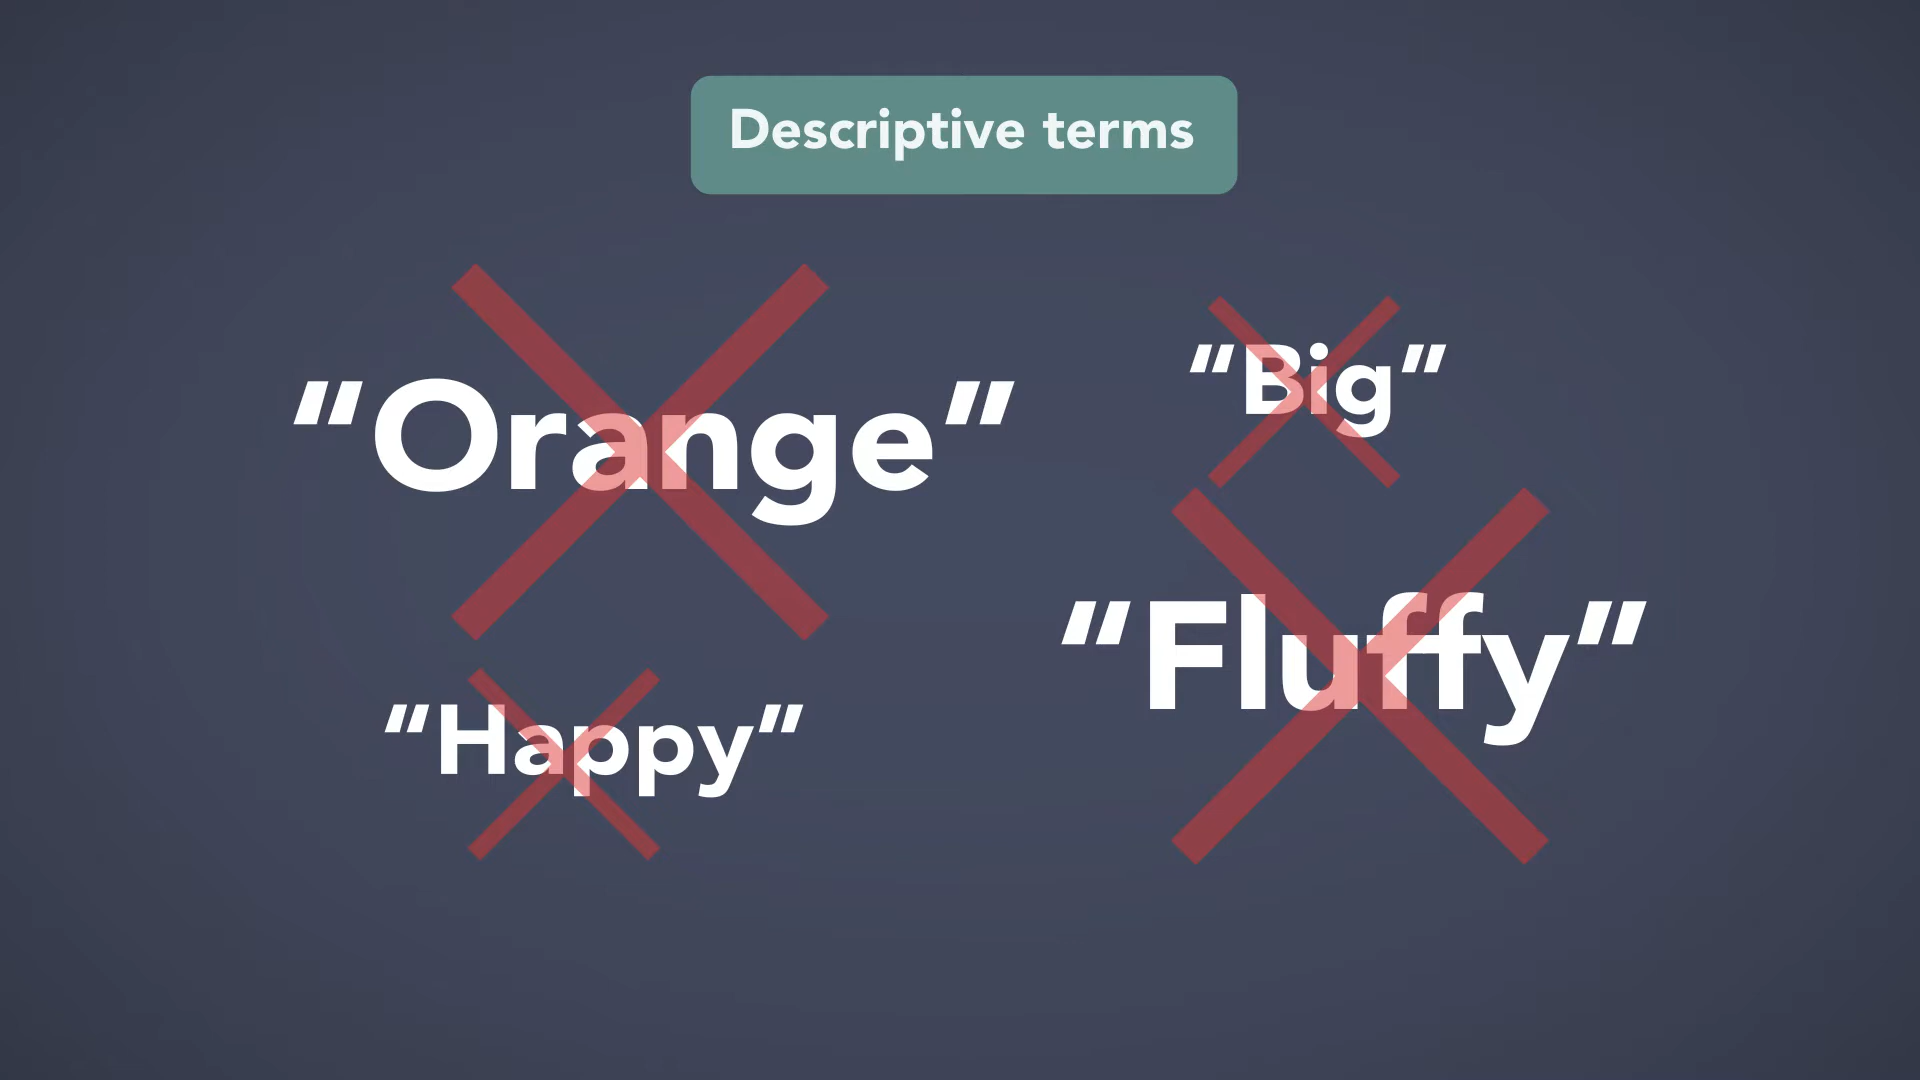 Descriptive terms
“Orange”
“Big”
“Fluffy”
“Happy”